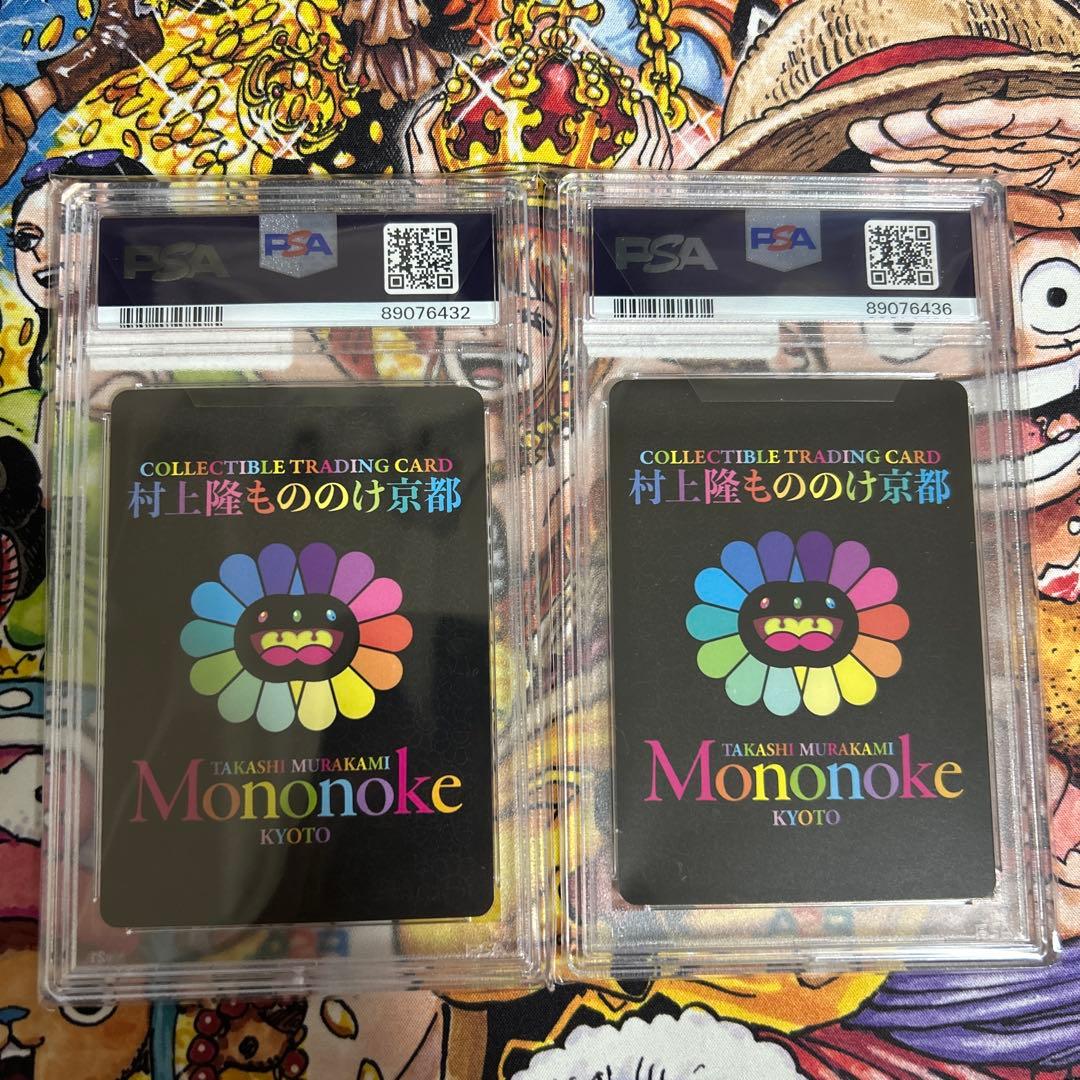 PSA
PSA
89076432
COLLECTIBLE TRADING CARD
村上隆もののけ京都
TAKASHI MURAKAMI
Mononoke
KYOTO
PSA
PSA
89076436
COLLECTIBLE TRADING CARD
村上隆もののけ京都
TAKASHI MURAKAMI
Mononoke
KYOTO